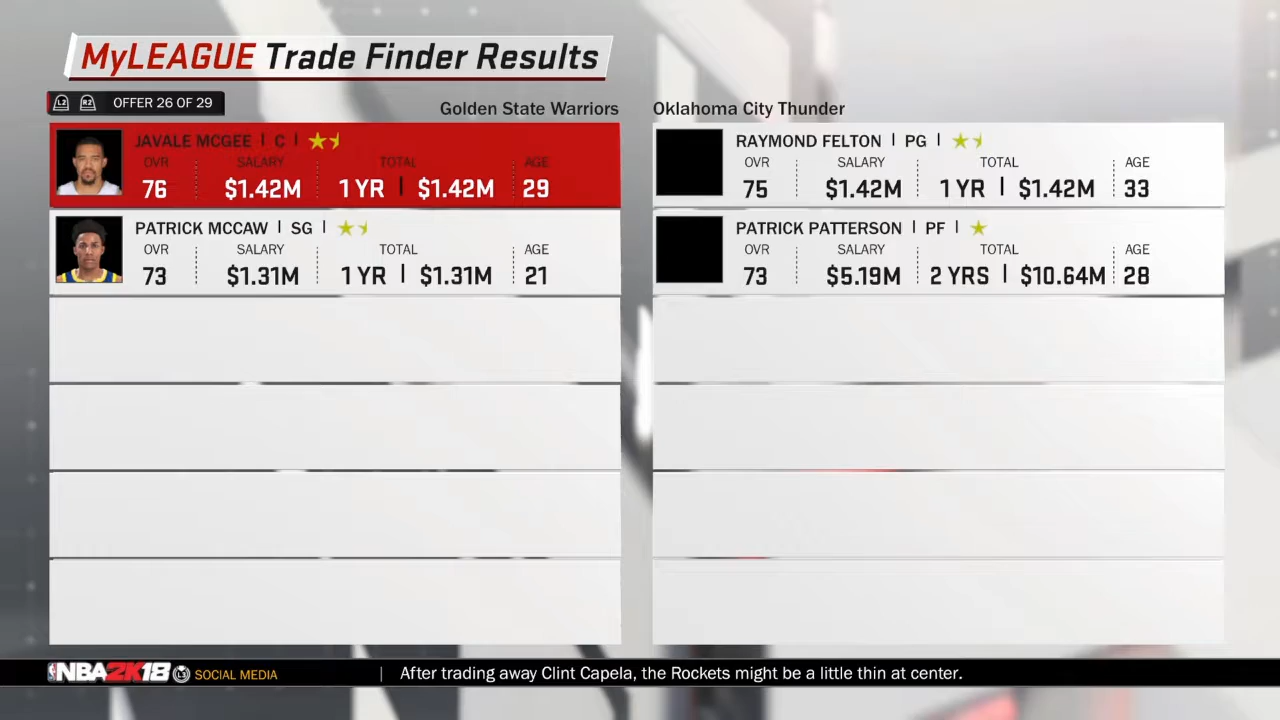 MyLEAGUE Trade Finder Results
L2 R2 OFFER 26 OF 29
Golden State Warriors
JAVALE MCGEE | C |
OVR SALARY TOTAL AGE
76 $1.42M 1 YR | $1.42M 29
PATRICK MCCAW | SG |
OVR SALARY TOTAL AGE
73 $1.31M 1 YR | $1.31M 21
Oklahoma City Thunder
RAYMOND FELTON | PG |
OVR SALARY TOTAL AGE
75 $1.42M 1 YR | $1.42M 33
PATRICK PATTERSON | PF |
OVR SALARY TOTAL AGE
73 $5.19M 2 YRS | $10.64M 28
NBA2K18 SOCIAL MEDIA | After trading away Clint Capela, the Rockets might be a little thin at center.